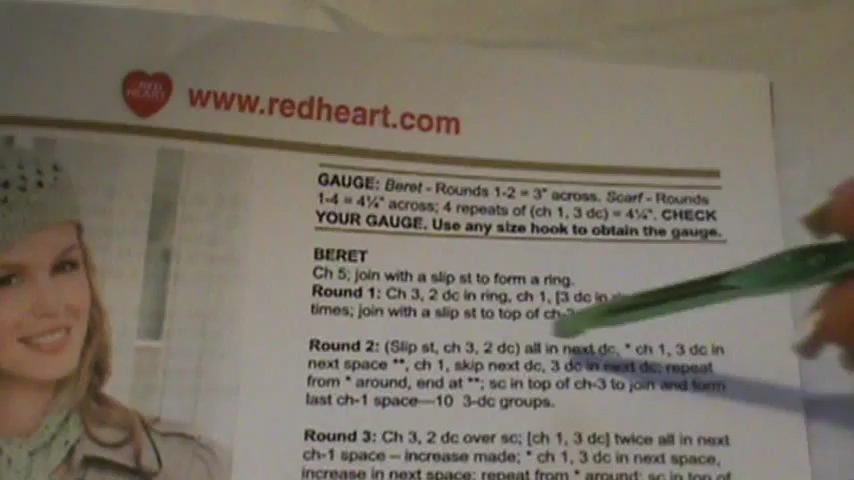 RED
HEART
www.redheart.com
GAUGE: Beret - Rounds 1-2 = 3" across. Scarf - Rounds
1-4 = 4¼" across; 4 repeats of (ch 1, 3 dc) = 4¼". CHECK
YOUR GAUGE. Use any size hook to obtain the gauge.
BERET
Ch 5; join with a slip st to form a ring.
Round 1: Ch 3, 2 dc in ring, ch 1, [3 dc in
times; join with a slip st to top of
Round 2: (Slip st, ch 3, 2 dc) all in next dc, * ch 1, 3 dc in
next space **, ch 1, skip next dc, 3 dc in next dc; repeat
from * around, end at **; sc in top of ch-3 to join and form
last ch-1 space—10 3-dc groups.
Round 3: Ch 3, 2 dc over sc; [ch 1, 3 dc] twice all in next
ch-1 space – increase made; * ch 1, 3 dc in next space,
increase in next space; repeat from * around; sc in top of